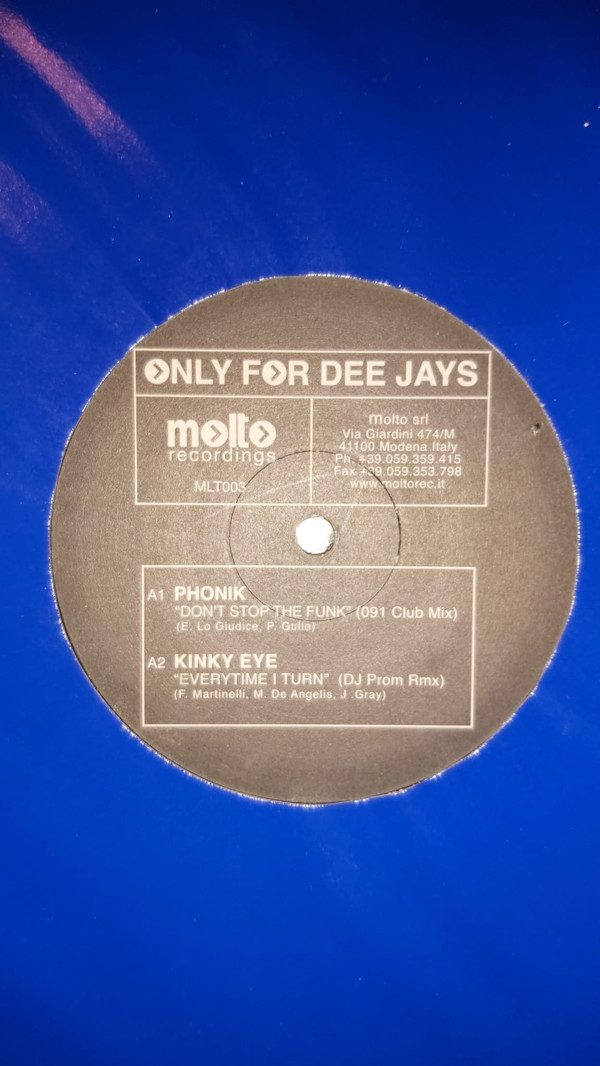 ONLY FOR DEE JAYS
molto
recordings
MLT003
molto srl
Via Giardini 474/M
41100 Modena Italy
Ph. +39.059.359.415
Fax +39.059.353.798
www.moltorec.it
A1 PHONIK
“DON'T STOP THE FUNK” (091 Club Mix)
(E. Lo Giudice, P. Gullo)
A2 KINKY EYE
“EVERYTIME I TURN” (DJ Prom Rmx)
(F. Martinelli, M. De Angelis, J .Gray)